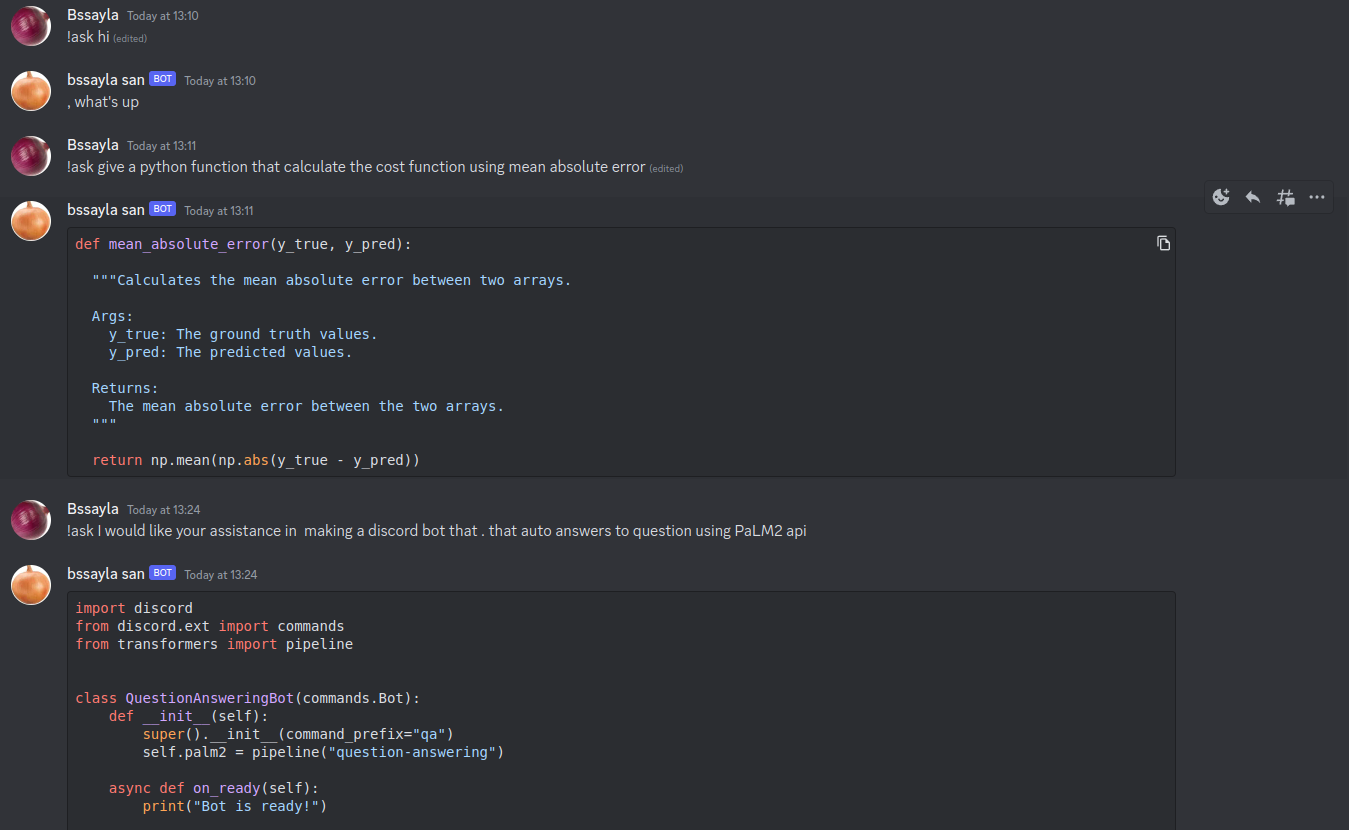 Bssayla Today at 13:10
!ask hi (edited)
bssayla san BOT Today at 13:10
, what's up
Bssayla Today at 13:11
!ask give a python function that calculate the cost function using mean absolute error (edited)
bssayla san BOT Today at 13:11
def mean_absolute_error(y_true, y_pred):
"""Calculates the mean absolute error between two arrays.
Args:
y_true: The ground truth values.
y_pred: The predicted values.
Returns:
The mean absolute error between the two arrays.
"""
return np.mean(np.abs(y_true - y_pred))
Bssayla Today at 13:24
!ask I would like your assistance in  making a discord bot that . that auto answers to question using PaLM2 api
bssayla san BOT Today at 13:24
import discord
from discord.ext import commands
from transformers import pipeline
class QuestionAnsweringBot(commands.Bot):
def __init__(self):
super().__init__(command_prefix="qa")
self.palm2 = pipeline("question-answering")
async def on_ready(self):
print("Bot is ready!")